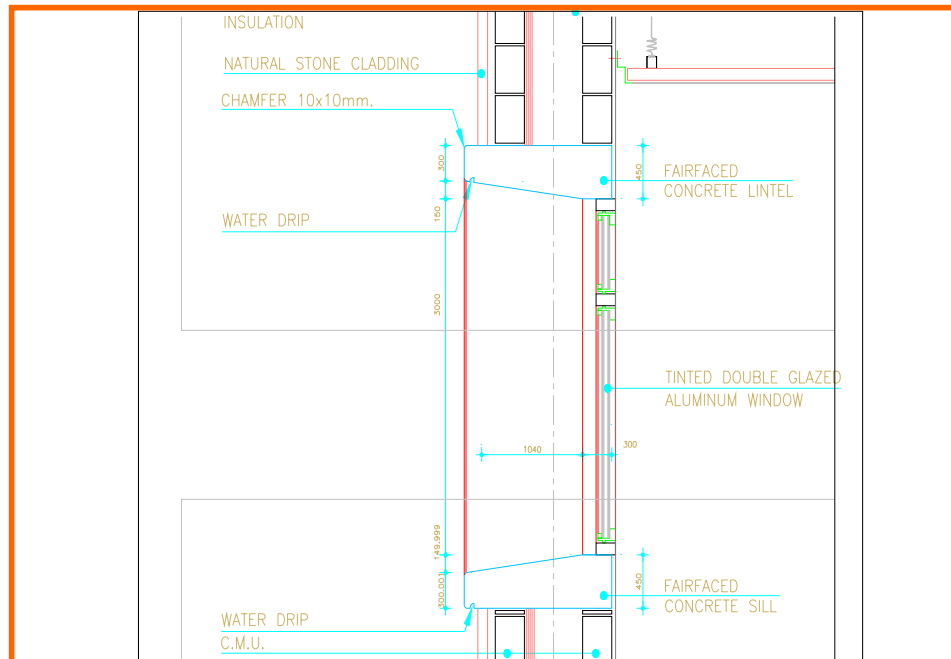 INSULATION
NATURAL STONE CLADDING
CHAMFER 10x10mm.
300
450
FAIRFACED
CONCRETE LINTEL
WATER DRIP
160
3000
TINTED DOUBLE GLAZED
ALUMINUM WINDOW
1040
300
149.999
300.001
450
FAIRFACED
CONCRETE SILL
WATER DRIP
C.M.U.